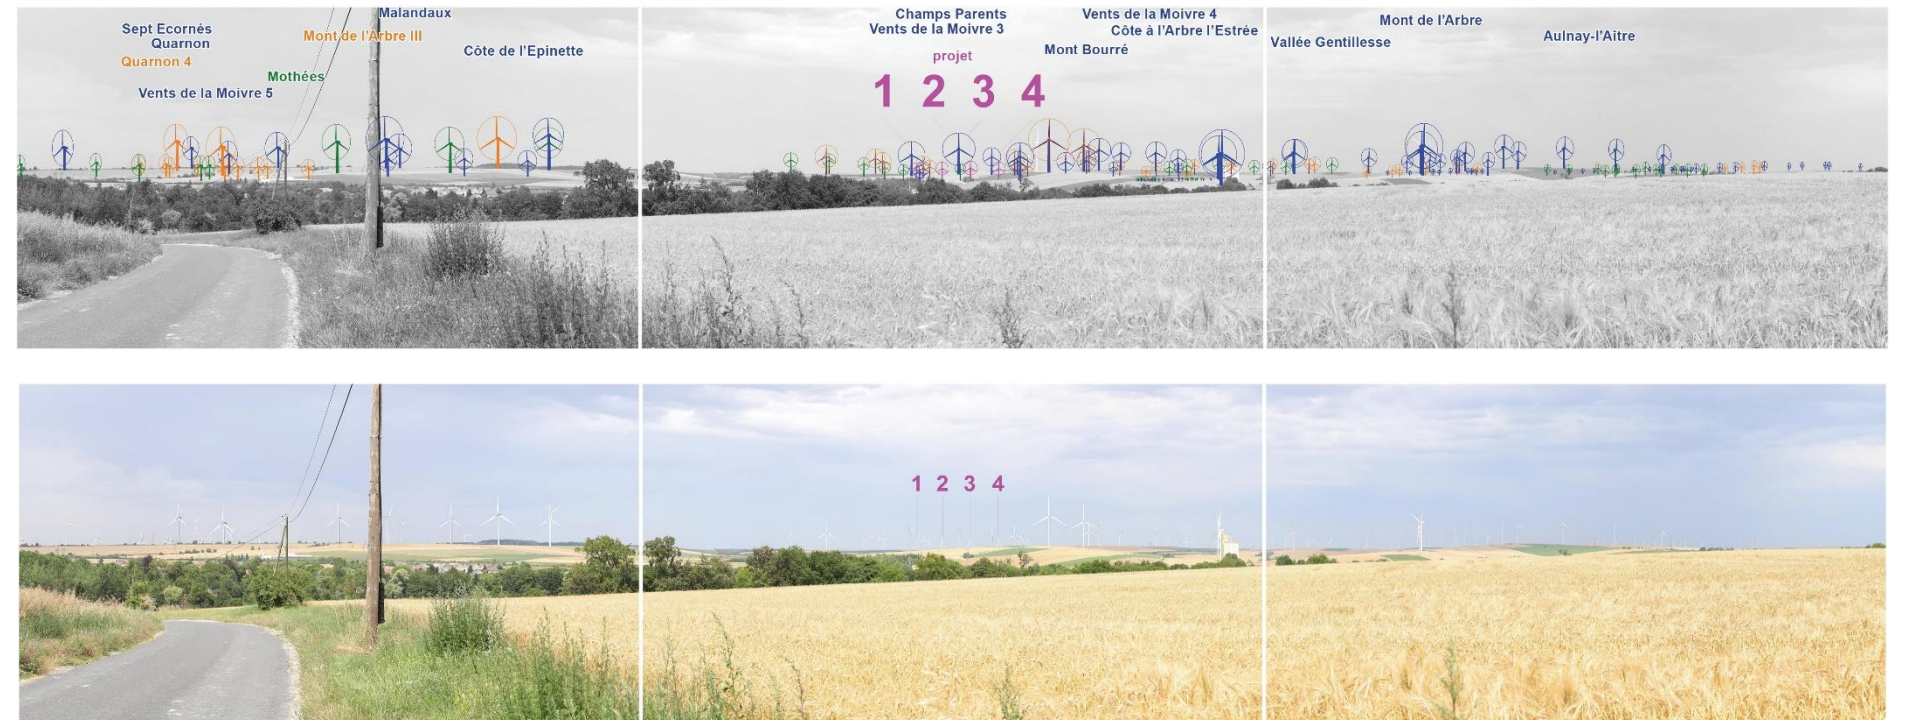 Malandaux
Sept Ecornés
Mont de l'Arbre III
Quarnon
Côte de l'Epinette
Quarnon 4
Mothées
Vents de la Moivre 5
Champs Parents
Vents de la Moivre 4
Vents de la Moivre 3
Côte à l'Arbre l'Estrée
Mont Bourré
projet
1 2 3 4
Mont de l'Arbre
Vallée Gentillesse
Aulnay-l'Aitre
1 2 3 4